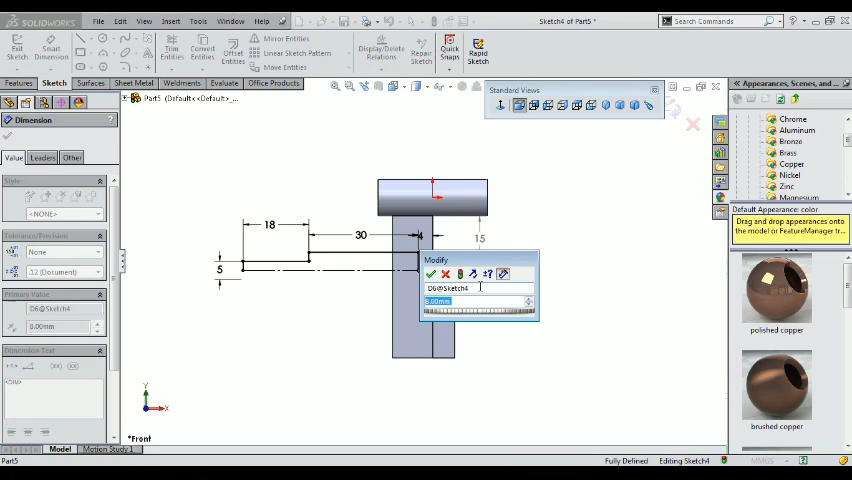 SOLIDWORKS
File Edit View Insert Tools Window Help
Sketch4 of Part5 *
Search Commands
Exit Sketch
Smart Dimension
Trim Entities
Convert Entities
Offset Entities
Mirror Entities
Linear Sketch Pattern
Move Entities
Display/Delete Relations
Repair Sketch
Quick Snaps
Rapid Sketch
Features Sketch Surfaces Sheet Metal Weldments Evaluate Office Products
Standard Views
Appearances, Scenes, and...
Part5 (Default<<Default>_...
Dimension
?
Value Leaders Other
Style
<NONE>
Tolerance/Precision
None
.12 (Document)
Primary Value
D6@Sketch4
8.00mm
Dimension Text
<DIM>
18
30
4
15
5
Modify
D6@Sketch4
8.00mm
Y
X
*Front
Chrome
Aluminum
Bronze
Brass
Copper
Nickel
Zinc
Magnesium
Default Appearance: color
Drag and drop appearances onto the model or FeatureManager tr...
polished copper
brushed copper
Model Motion Study 1
Part5
Fully Defined Editing Sketch4
MMGS